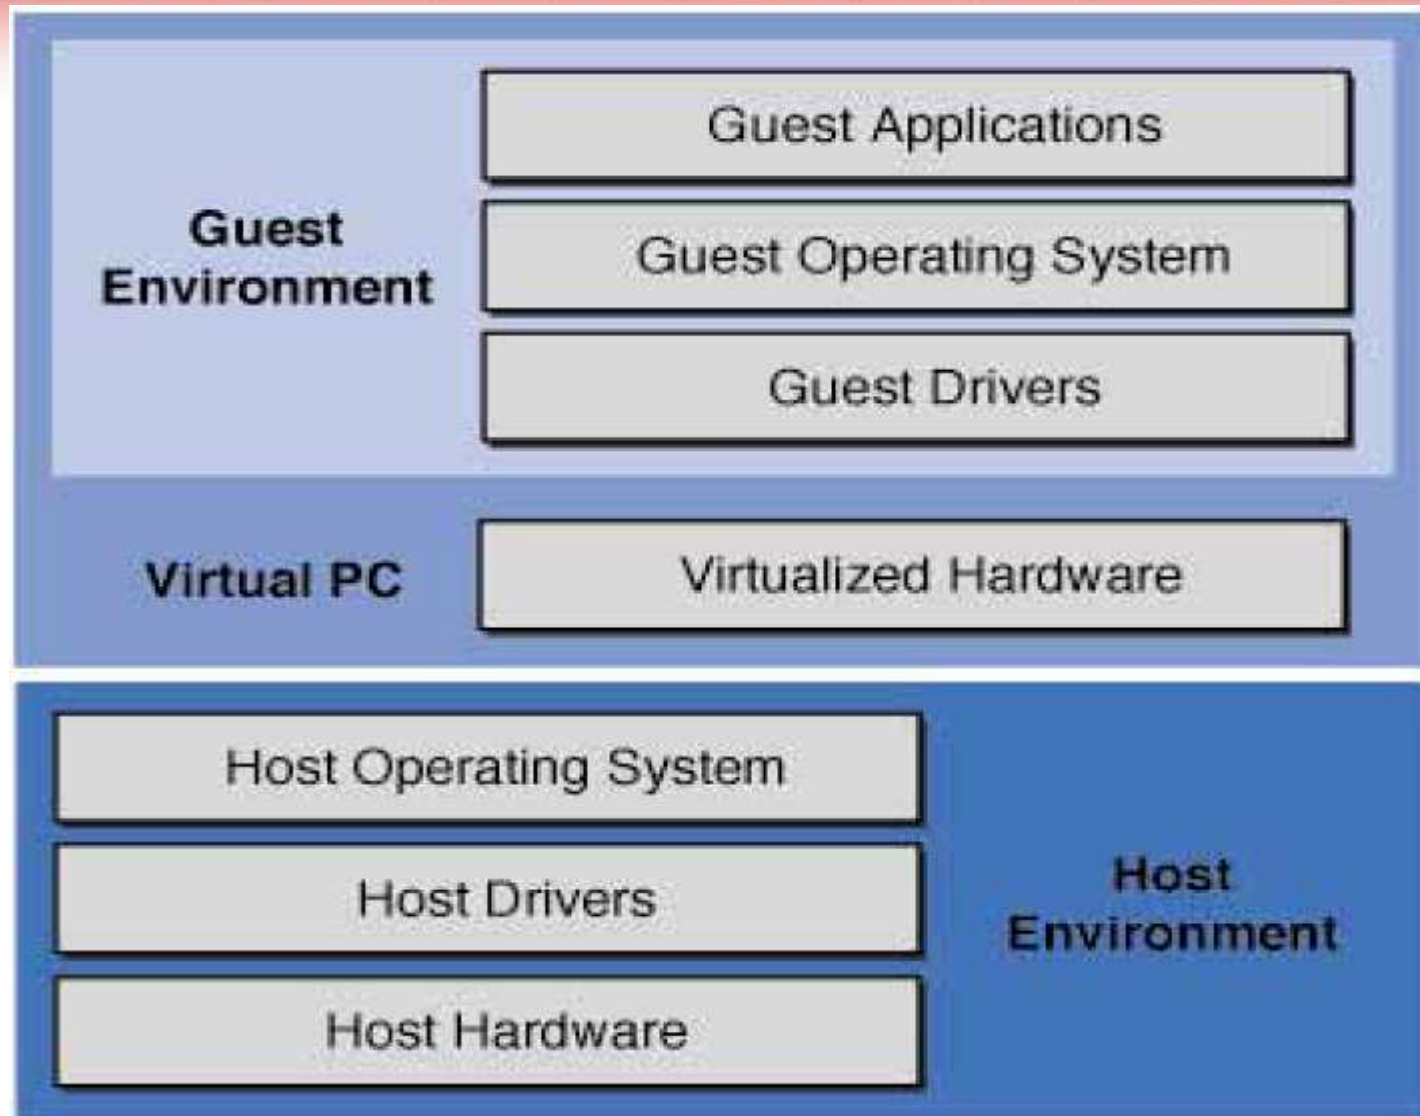 Guest Applications
Guest
Environment
Guest Operating System
Guest Drivers
Virtual PC
Virtualized Hardware
Host Operating System
Host Drivers
Host
Environment
Host Hardware